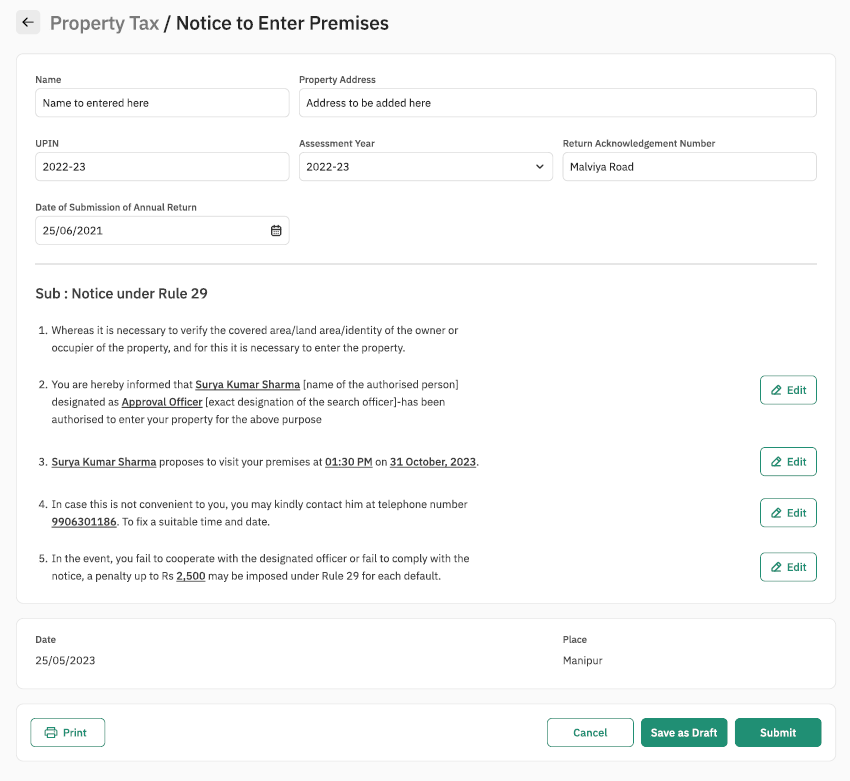 Property Tax / Notice to Enter Premises
Name
Property Address
Name to entered here
Address to be added here
UPIN
Assessment Year
Return Acknowledgement Number
2022-23
2022-23
Malviya Road
Date of Submission of Annual Return
25/06/2021
Sub : Notice under Rule 29
1. Whereas it is necessary to verify the covered area/land area/identity of the owner or
occupier of the property, and for this it is necessary to enter the property.
2. You are hereby informed that Surya Kumar Sharma [name of the authorised person]
designated as Approval Officer [exact designation of the search officer]-has been
authorised to enter your property for the above purpose
Edit
3. Surya Kumar Sharma proposes to visit your premises at 01:30 PM on 31 October, 2023.
Edit
4. In case this is not convenient to you, you may kindly contact him at telephone number
9906301186. To fix a suitable time and date.
Edit
5. In the event, you fail to cooperate with the designated officer or fail to comply with the
notice, a penalty up to Rs 2,500 may be imposed under Rule 29 for each default.
Edit
Date
Place
25/05/2023
Manipur
Print
Cancel
Save as Draft
Submit